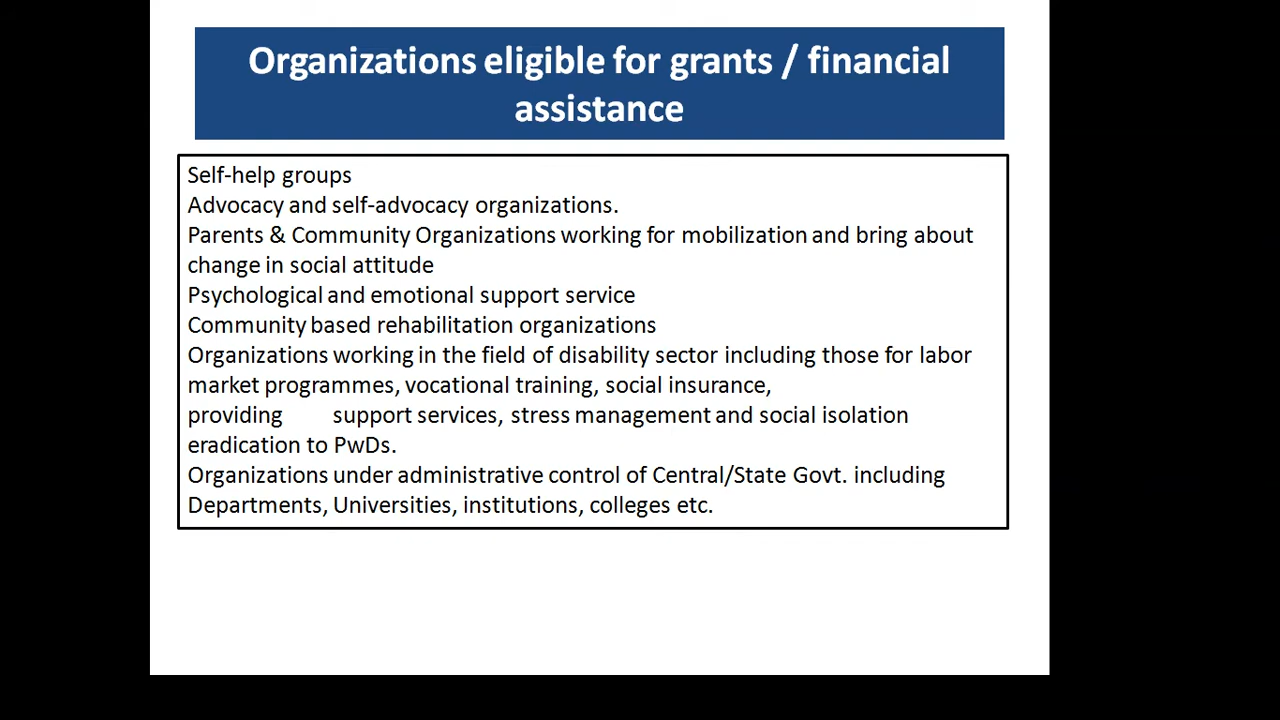 Organizations eligible for grants / financial
assistance
Self-help groups
Advocacy and self-advocacy organizations.
Parents & Community Organizations working for mobilization and bring about
change in social attitude
Psychological and emotional support service
Community based rehabilitation organizations
Organizations working in the field of disability sector including those for labor
market programmes, vocational training, social insurance,
providing support services, stress management and social isolation
eradication to PwDs.
Organizations under administrative control of Central/State Govt. including
Departments, Universities, institutions, colleges etc.